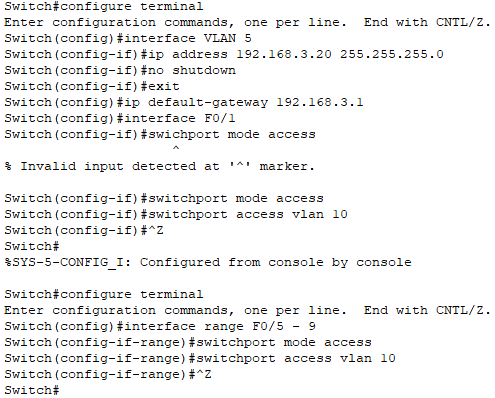 Switch#configure terminal
Enter configuration commands, one per line.  End with CNTL/Z.
Switch(config)#interface VLAN 5
Switch(config-if)#ip address 192.168.3.20 255.255.255.0
Switch(config-if)#no shutdown
Switch(config-if)#exit
Switch(config)#ip default-gateway 192.168.3.1
Switch(config-if)#interface F0/1
Switch(config-if)#swichport mode access
                     ^
% Invalid input detected at '^' marker.

Switch(config-if)#switchport mode access
Switch(config-if)#switchport access vlan 10
Switch(config-if)#^Z
Switch#
%SYS-5-CONFIG_I: Configured from console by console

Switch#configure terminal
Enter configuration commands, one per line.  End with CNTL/Z.
Switch(config)#interface range F0/5 - 9
Switch(config-if-range)#switchport mode access
Switch(config-if-range)#switchport access vlan 10
Switch(config-if-range)#^Z
Switch#